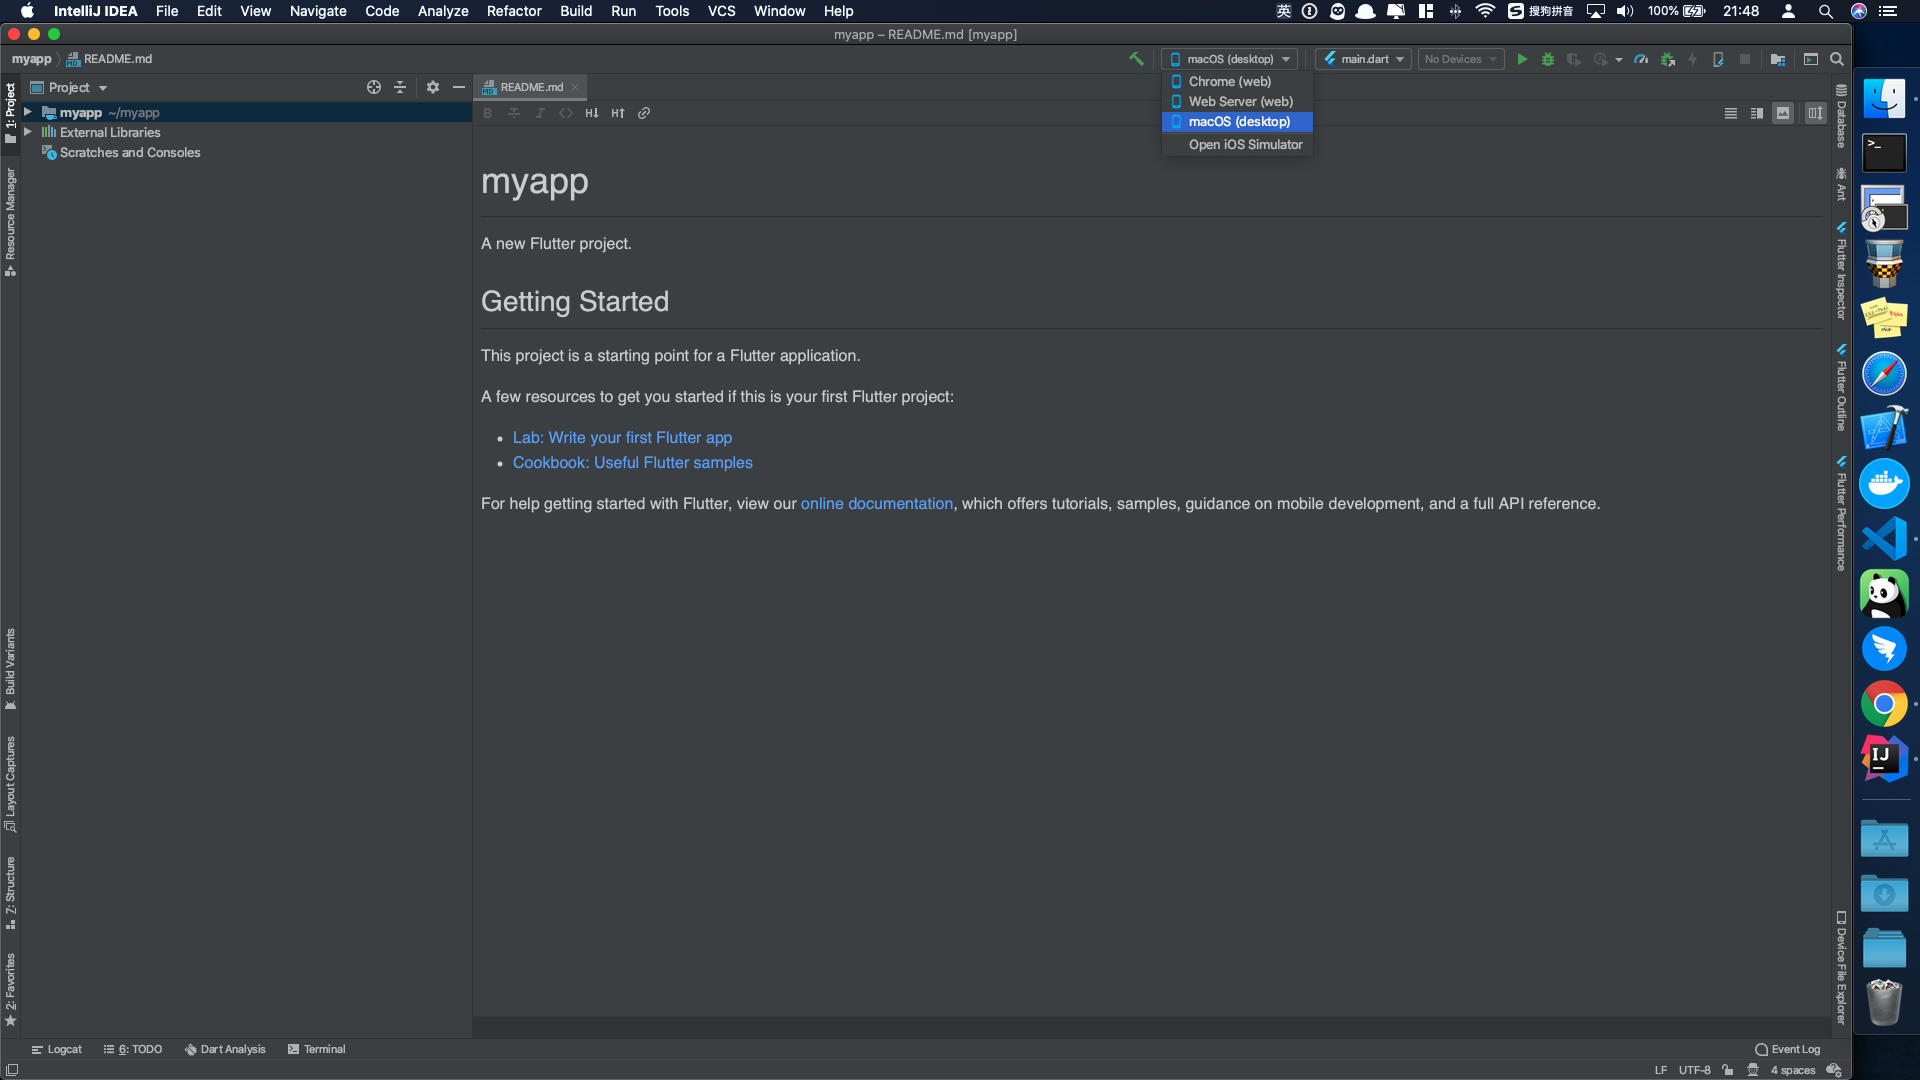 IntelliJ IDEA File Edit View Navigate Code Analyze Refactor Build Run Tools VCS Window Help 英 搜狗拼音 100% 21:48
myapp – README.md [myapp]
myapp README.md macOS (desktop) main.dart No Devices
Project README.md
Chrome (web)
Web Server (web)
macOS (desktop)
Open iOS Simulator
myapp ~/myapp
External Libraries
Scratches and Consoles
B I <> H↓ H↑
myapp
A new Flutter project.
Getting Started
This project is a starting point for a Flutter application.
A few resources to get you started if this is your first Flutter project:
• Lab: Write your first Flutter app
• Cookbook: Useful Flutter samples
For help getting started with Flutter, view our online documentation, which offers tutorials, samples, guidance on mobile development, and a full API reference.
1: Project
Resource Manager
Build Variants
Layout Captures
Z: Structure
2: Favorites
Database
Ant
Flutter Inspector
Flutter Outline
Flutter Performance
Device File Explorer
IJ
Logcat 6: TODO Dart Analysis Terminal Event Log
LF UTF-8 4 spaces